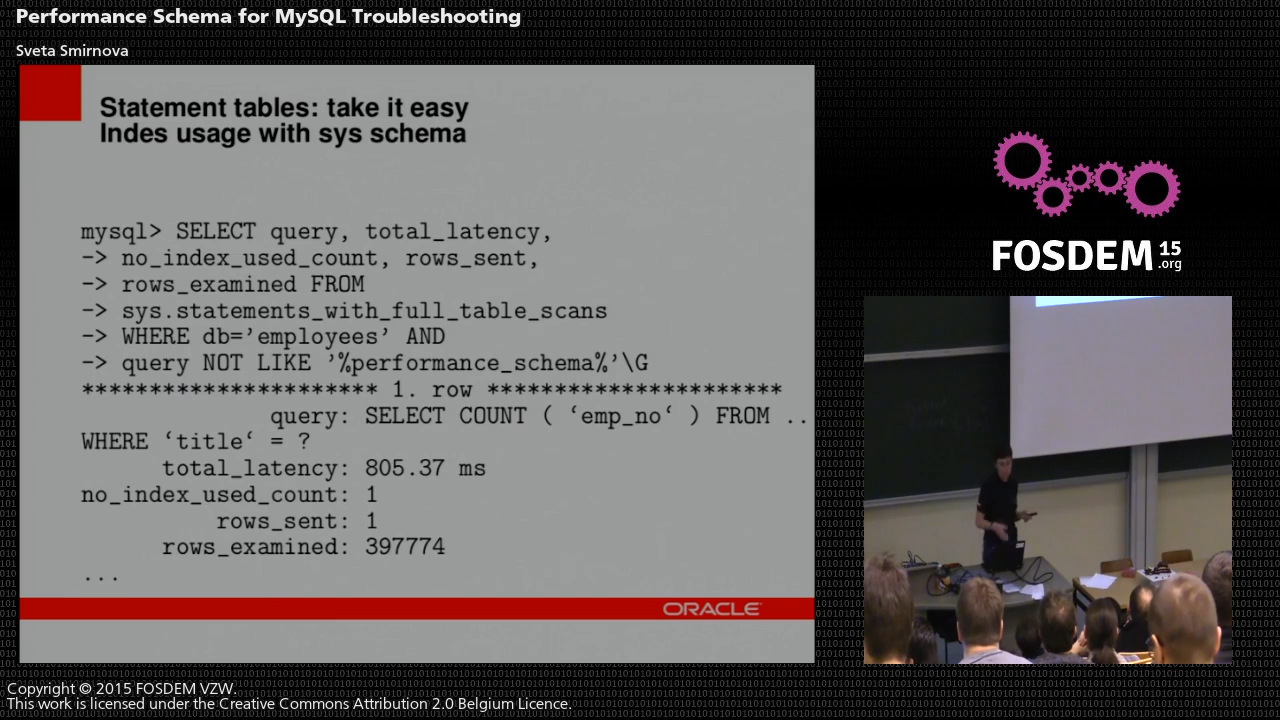 Performance Schema for MySQL Troubleshooting
Sveta Smirnova
Statement tables: take it easy
Indes usage with sys schema
mysql> SELECT query, total_latency,
-> no_index_used_count, rows_sent,
-> rows_examined FROM
-> sys.statements_with_full_table_scans
-> WHERE db='employees' AND
-> query NOT LIKE '%performance_schema%'\G
********************** 1. row **********************
query: SELECT COUNT ( ‘emp_no‘ ) FROM ..
WHERE ‘title‘ = ?
total_latency: 805.37 ms
no_index_used_count: 1
rows_sent: 1
rows_examined: 397774
...
ORACLE
FOSDEM 15
.org
Copyright © 2015 FOSDEM VZW.
This work is licensed under the Creative Commons Attribution 2.0 Belgium Licence.